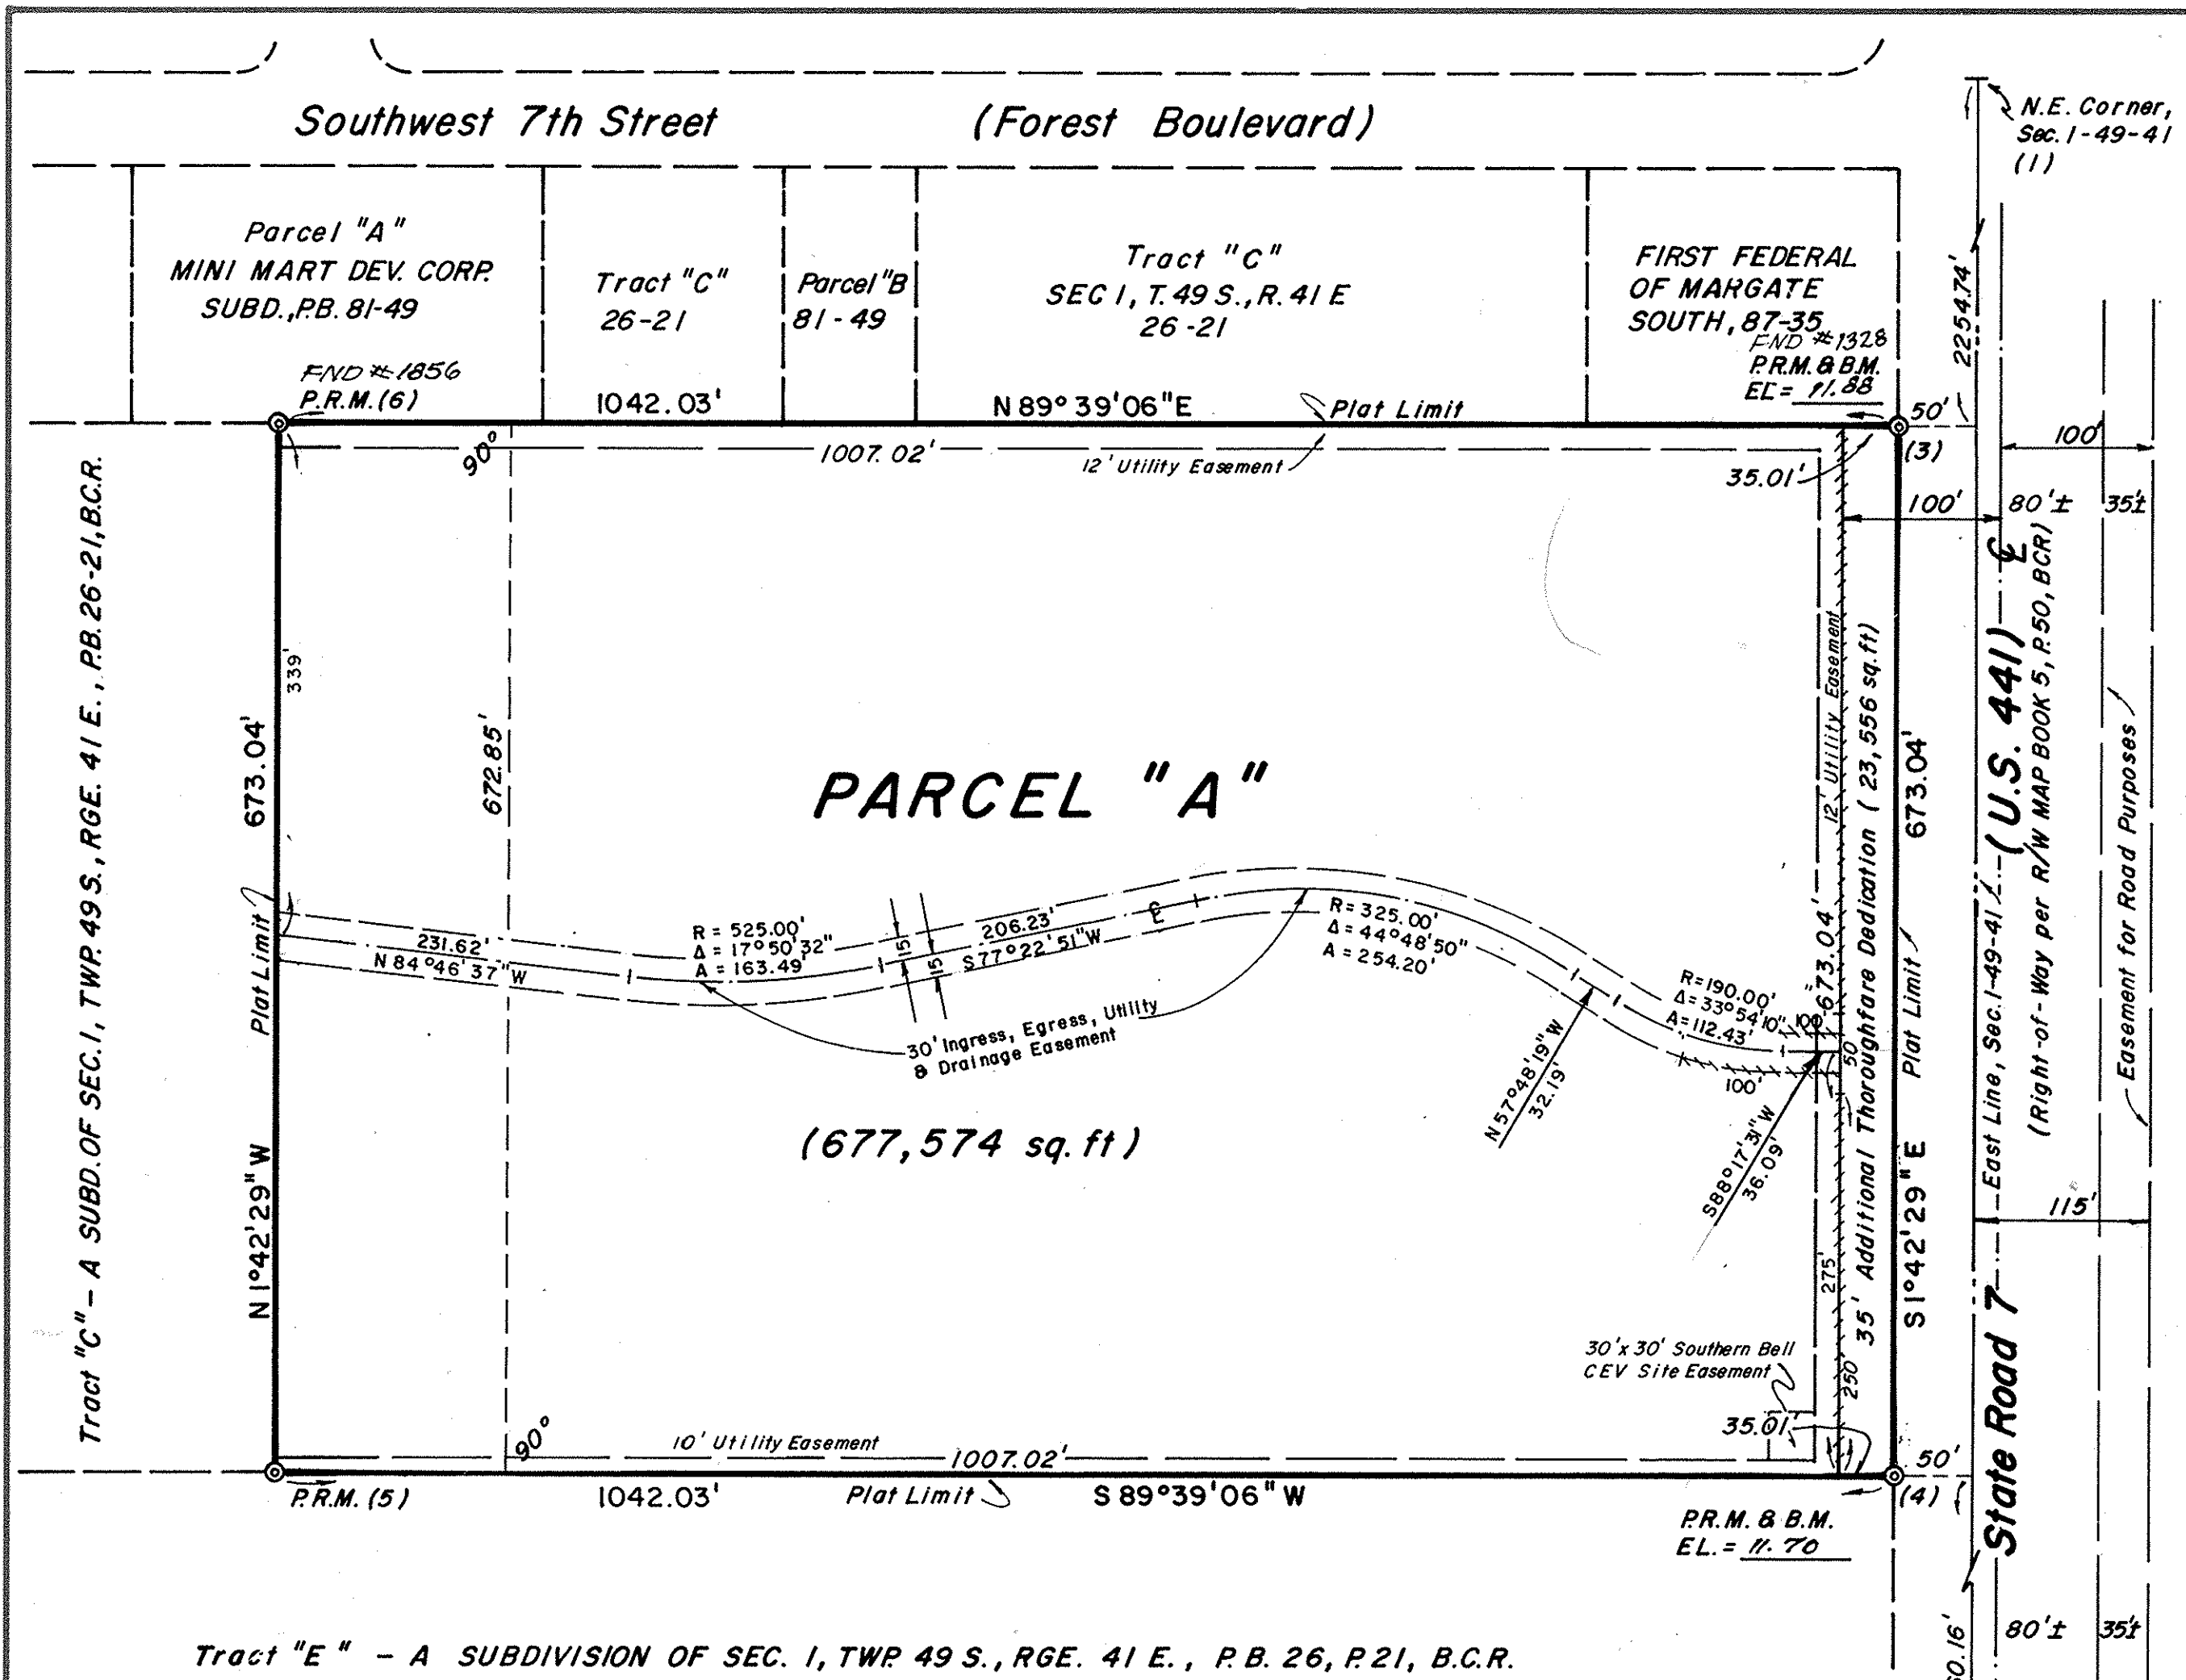 Southwest 7th Street (Forest Boulevard)
N.E. Corner,
Sec. 1-49-41
(1)
Parcel "A"
MINI MART DEV. CORP.
SUBD., P.B. 81-49
Tract "C"
26-21
Parcel "B
81-49
Tract "C"
SEC 1, T. 49 S., R. 41 E
26-21
FIRST FEDERAL
OF MARGATE
SOUTH, 87-35
FND #1328
P.R.M. & B.M.
EL = 11.88
2254.74'
FND #1856
P.R.M. (6)
1042.03'
N 89° 39' 06" E
Plat Limit
50'
(3)
100'
90°
1007.02'
12' Utility Easement
35.01'
100'
80'±
35'±
Tract "C" - A SUBD. OF SEC. 1, TWP. 49 S., RGE. 41 E., P.B. 26-21, B.C.R.
339'
673.04'
672.85'
N 1°42'29" W
Plat Limit
PARCEL "A"
(677,574 sq. ft)
231.62'
N 84°46'37" W
R = 525.00'
Δ = 17°50'32"
A = 163.49'
15'
15'
206.23'
S 77°22'51" W
℄
R = 325.00'
Δ = 44°48'50"
A = 254.20'
R = 190.00'
Δ = 33°54'10"
A = 112.43'
100'
100'
30' Ingress, Egress, Utility
& Drainage Easement
N 57°48'19" W
32.19'
S 88°17'31" W
36.09'
12' Utility Easement
673.04'
50
275'
250
35' Additional Thoroughfare Dedication (23,556 sq. ft)
673.04'
Plat Limit
S 1°42'29" E
East Line, Sec. 1-49-41
State Road 7 (U.S. 441) ℄
(Right-of-Way per R/W MAP BOOK 5, P. 50, BCR)
Easement for Road Purposes
115'
30' x 30' Southern Bell
CEV Site Easement
35.01'
90°
10' Utility Easement
1007.02'
P.R.M. (5)
1042.03'
Plat Limit
S 89°39'06" W
50'
(4)
P.R.M. & B.M.
EL. = 11.70
80'±
35'±
Tract "E" - A SUBDIVISION OF SEC. 1, TWP. 49 S., RGE. 41 E., P.B. 26, P. 21, B.C.R.